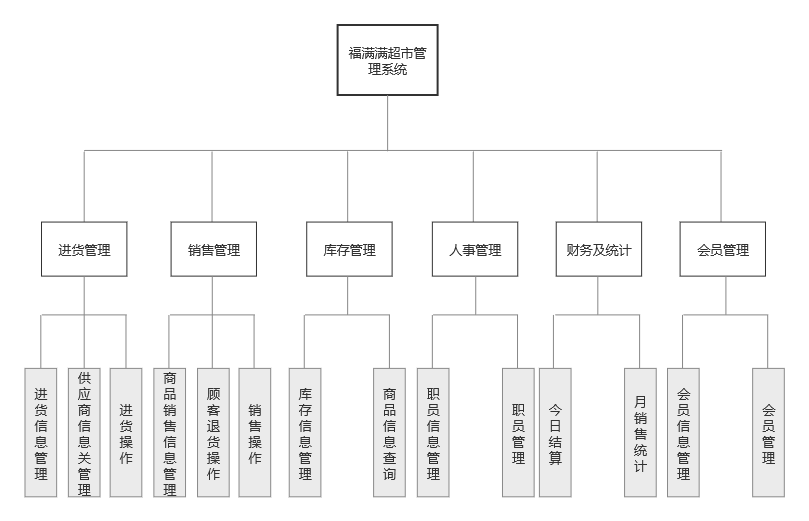 福满满超市管
理系统
进货管理
销售管理
库存管理
人事管理
财务及统计
会员管理
进货信息管理
供应商信息关管理
进货操作
商品销售信息管理
顾客退货操作
销售操作
库存信息管理
商品信息查询
职员信息管理
职员管理
今日结算
月销售统计
会员信息管理
会员管理